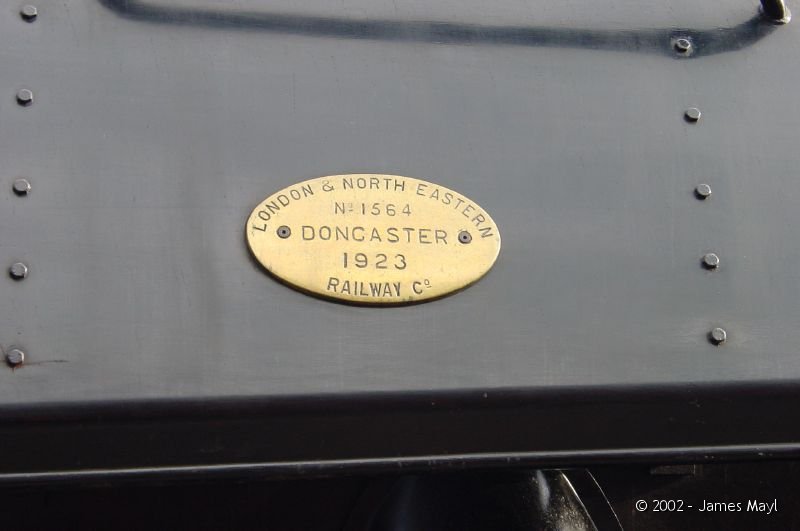 LONDON & NORTH EASTERN
Nº 1564
DONCASTER
1923
RAILWAY Cº
© 2002 - James Mayl